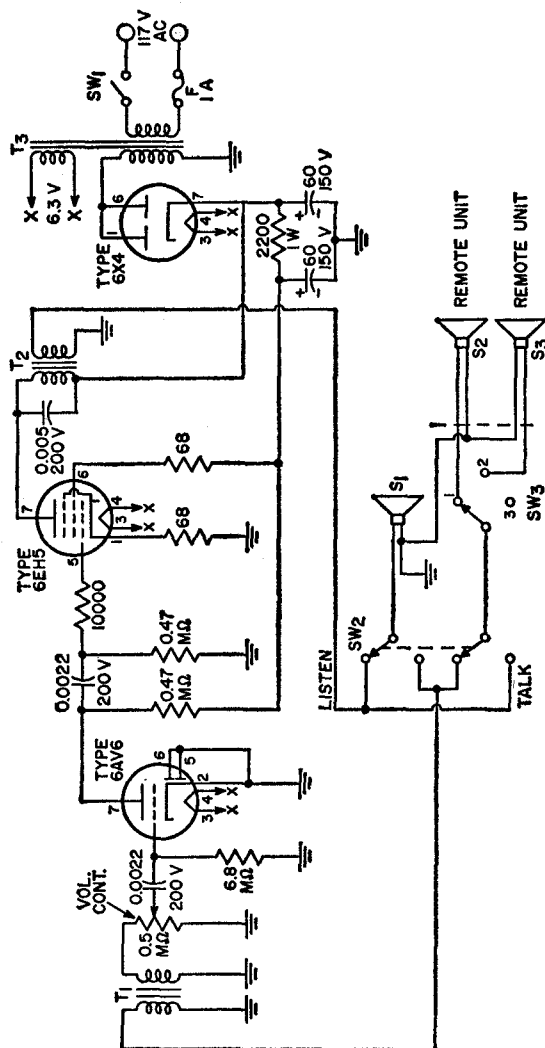 T1
VOL. CONT.
0.5 MΩ
0.0022
200 V
6.8
MΩ
TYPE
6AV6
7
6
5
2
4
3
X
X
0.0022
200 V
0.47
MΩ
0.47
MΩ
10000
TYPE
6EH5
7
5
6
4
3
1
X
X
68
68
0.005
200 V
T2
TYPE
6X4
1
6
7
4
3
X
X
2200
1 W
+ 60
- 150 V
+ 60
- 150 V
T3
X
6.3 V
X
SW1
F
1 A
117 V
AC
LISTEN
TALK
SW2
S1
1
2
3
SW3
S2
REMOTE UNIT
S3
REMOTE UNIT